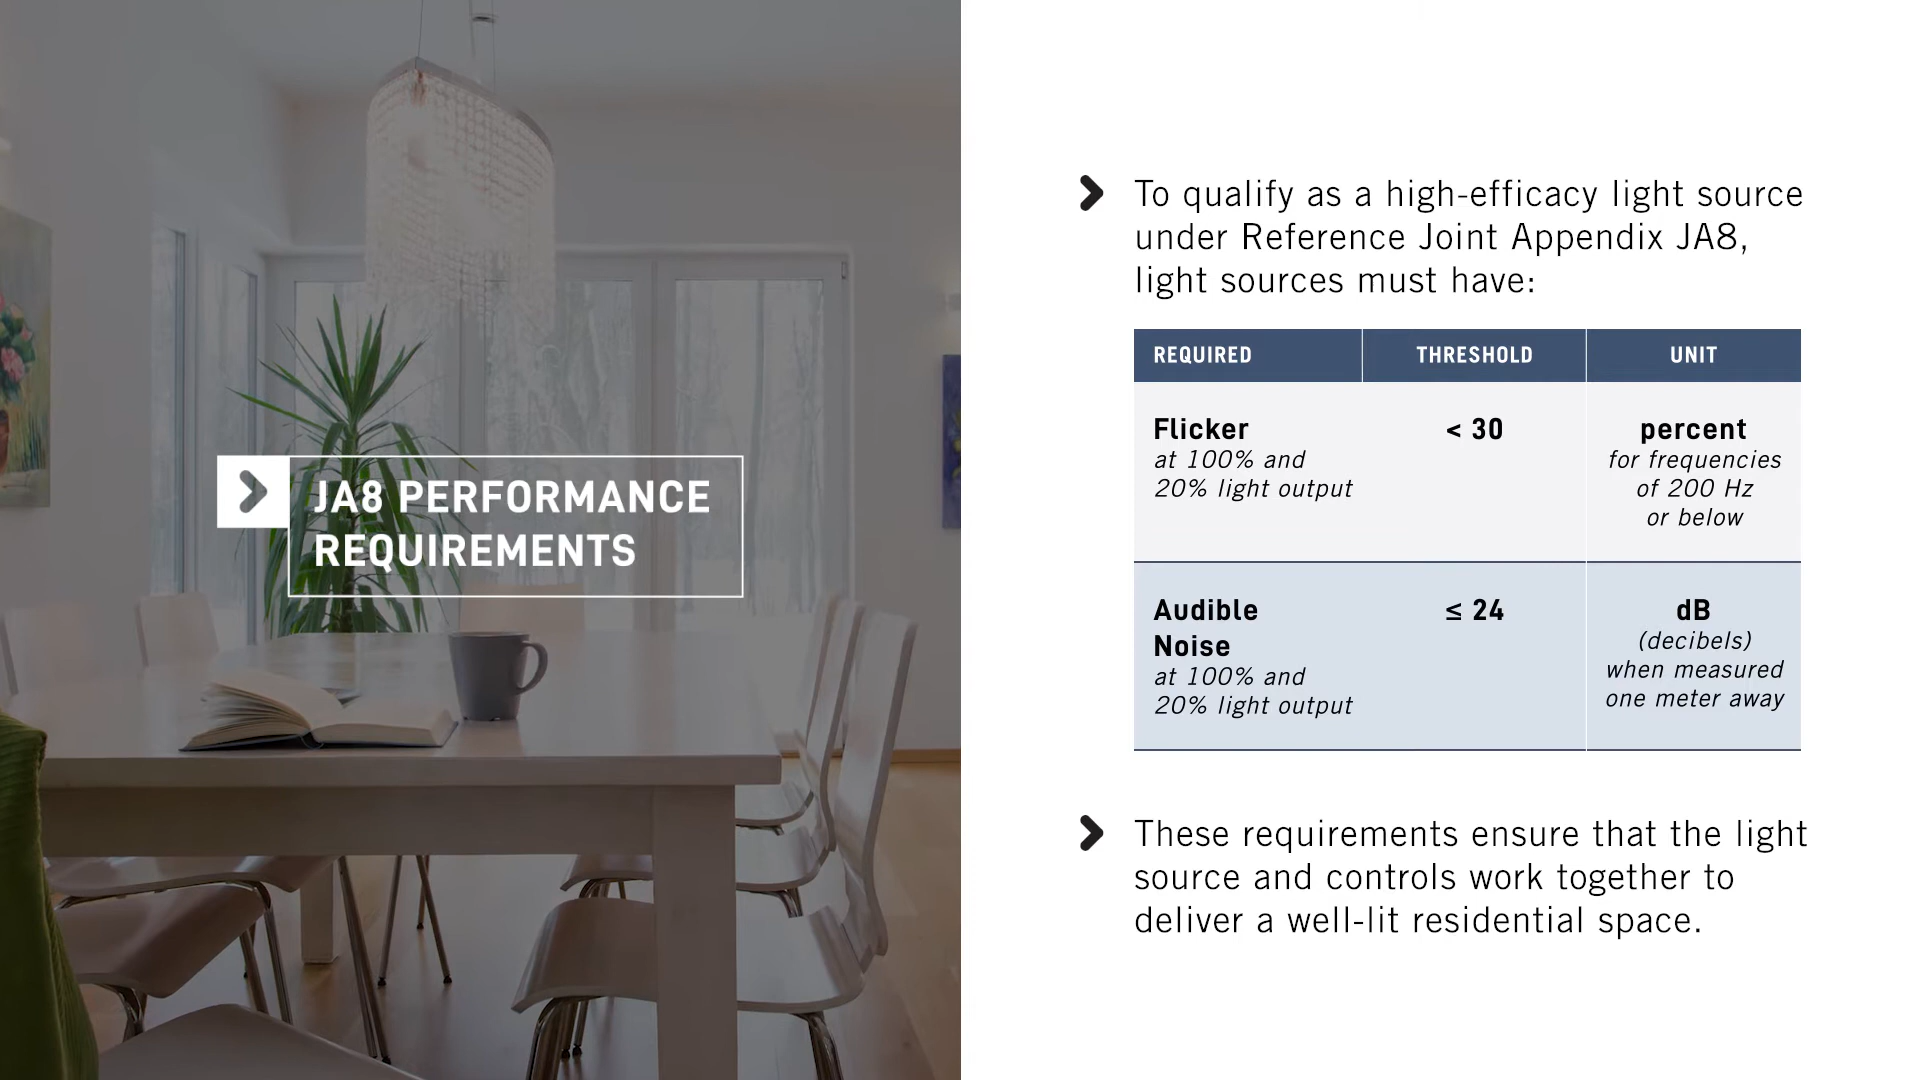 JA8 PERFORMANCE
REQUIREMENTS
To qualify as a high-efficacy light source
under Reference Joint Appendix JA8,
light sources must have:
REQUIRED THRESHOLD UNIT
Flicker
at 100% and
20% light output
< 30
percent
for frequencies
of 200 Hz
or below
Audible
Noise
at 100% and
20% light output
≤ 24
dB
(decibels)
when measured
one meter away
These requirements ensure that the light
source and controls work together to
deliver a well-lit residential space.